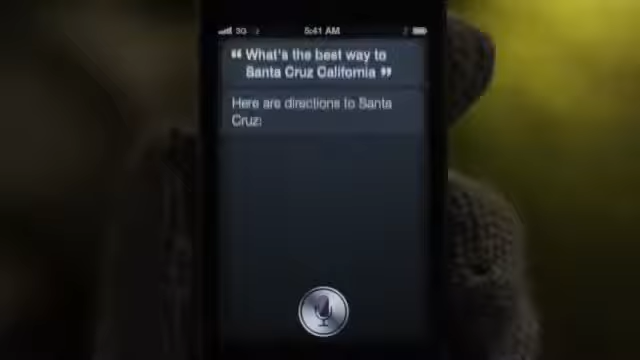 3G 5:41 AM
“ What's the best way to
Santa Cruz California ”
Here are directions to Santa
Cruz: